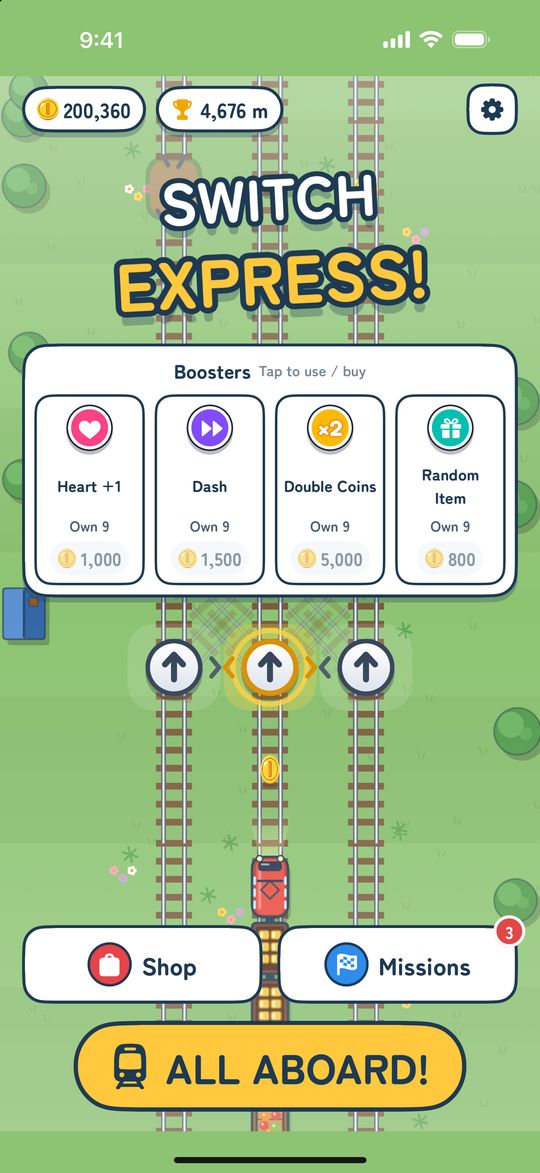 9:41
200,360
4,676 m
SWITCH
EXPRESS!
Boosters Tap to use / buy
Heart +1
Own 9
1,000
Dash
Own 9
1,500
x2
Double Coins
Own 9
5,000
Random
Item
Own 9
800
Shop
Missions
3
ALL ABOARD!